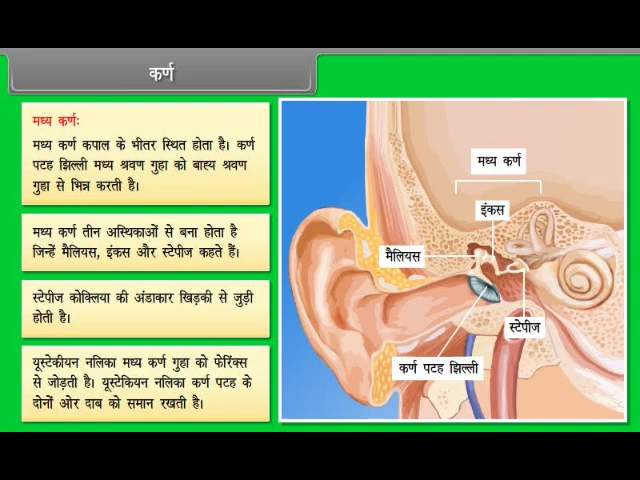 कर्ण
मध्य कर्णः
मध्य कर्ण कपाल के भीतर स्थित होता है। कर्ण
पटह झिल्ली मध्य श्रवण गुहा को बाह्य श्रवण
गुहा से भिन्न करती है।
मध्य कर्ण तीन अस्थिकाओं से बना होता है
जिन्हें मैलियस, इंकस और स्टेपीज कहते हैं।
स्टेपीज कोक्लिया की अंडाकार खिड़की से जुड़ी
होती है।
यूस्टेकीयन नलिका मध्य कर्ण गुहा को फेरिंक्स
से जोड़ती है। यूस्टेकियन नलिका कर्ण पटह के
दोनों ओर दाब को समान रखती है।
मध्य कर्ण
इंकस
मैलियस
स्टेपीज
कर्ण पटह झिल्ली